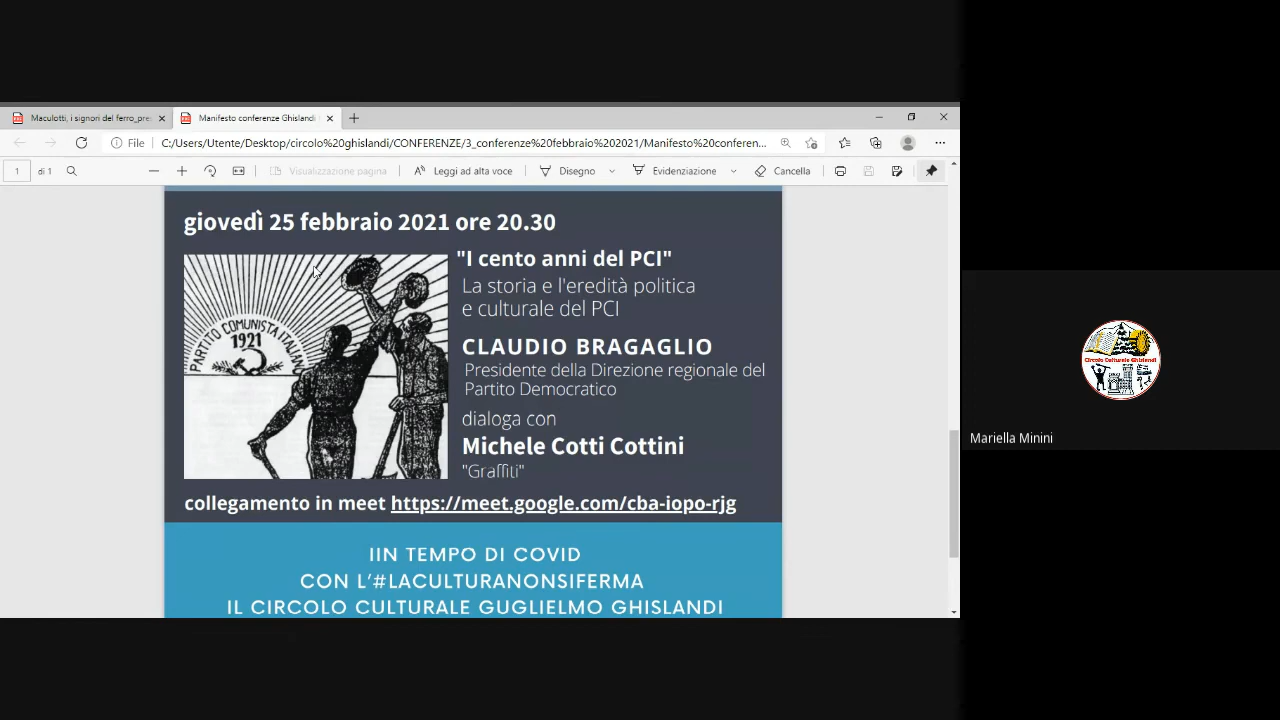 Maculotti, i signori del ferro_pre
Manifesto conferenze Ghislandi
File
C:/Users/Utente/Desktop/circolo%20ghislandi/CONFERENZE/3_conferenze%20febbraio%202021/Manifesto%20conferen...
1
di 1
Visualizzazione pagina
Leggi ad alta voce
Disegno
Evidenziazione
Cancella
giovedì 25 febbraio 2021 ore 20.30
PARTITO COMUNISTA ITALIANO
1921
"I cento anni del PCI"
La storia e l'eredità politica
e culturale del PCI
CLAUDIO BRAGAGLIO
Presidente della Direzione regionale del
Partito Democratico
dialoga con
Michele Cotti Cottini
"Graffiti"
collegamento in meet https://meet.google.com/cba-iopo-rjg
IIN TEMPO DI COVID
CON L'#LACULTURANONSIFERMA
IL CIRCOLO CULTURALE GUGLIELMO GHISLANDI
Circolo Culturale Ghislandi
Mariella Minini